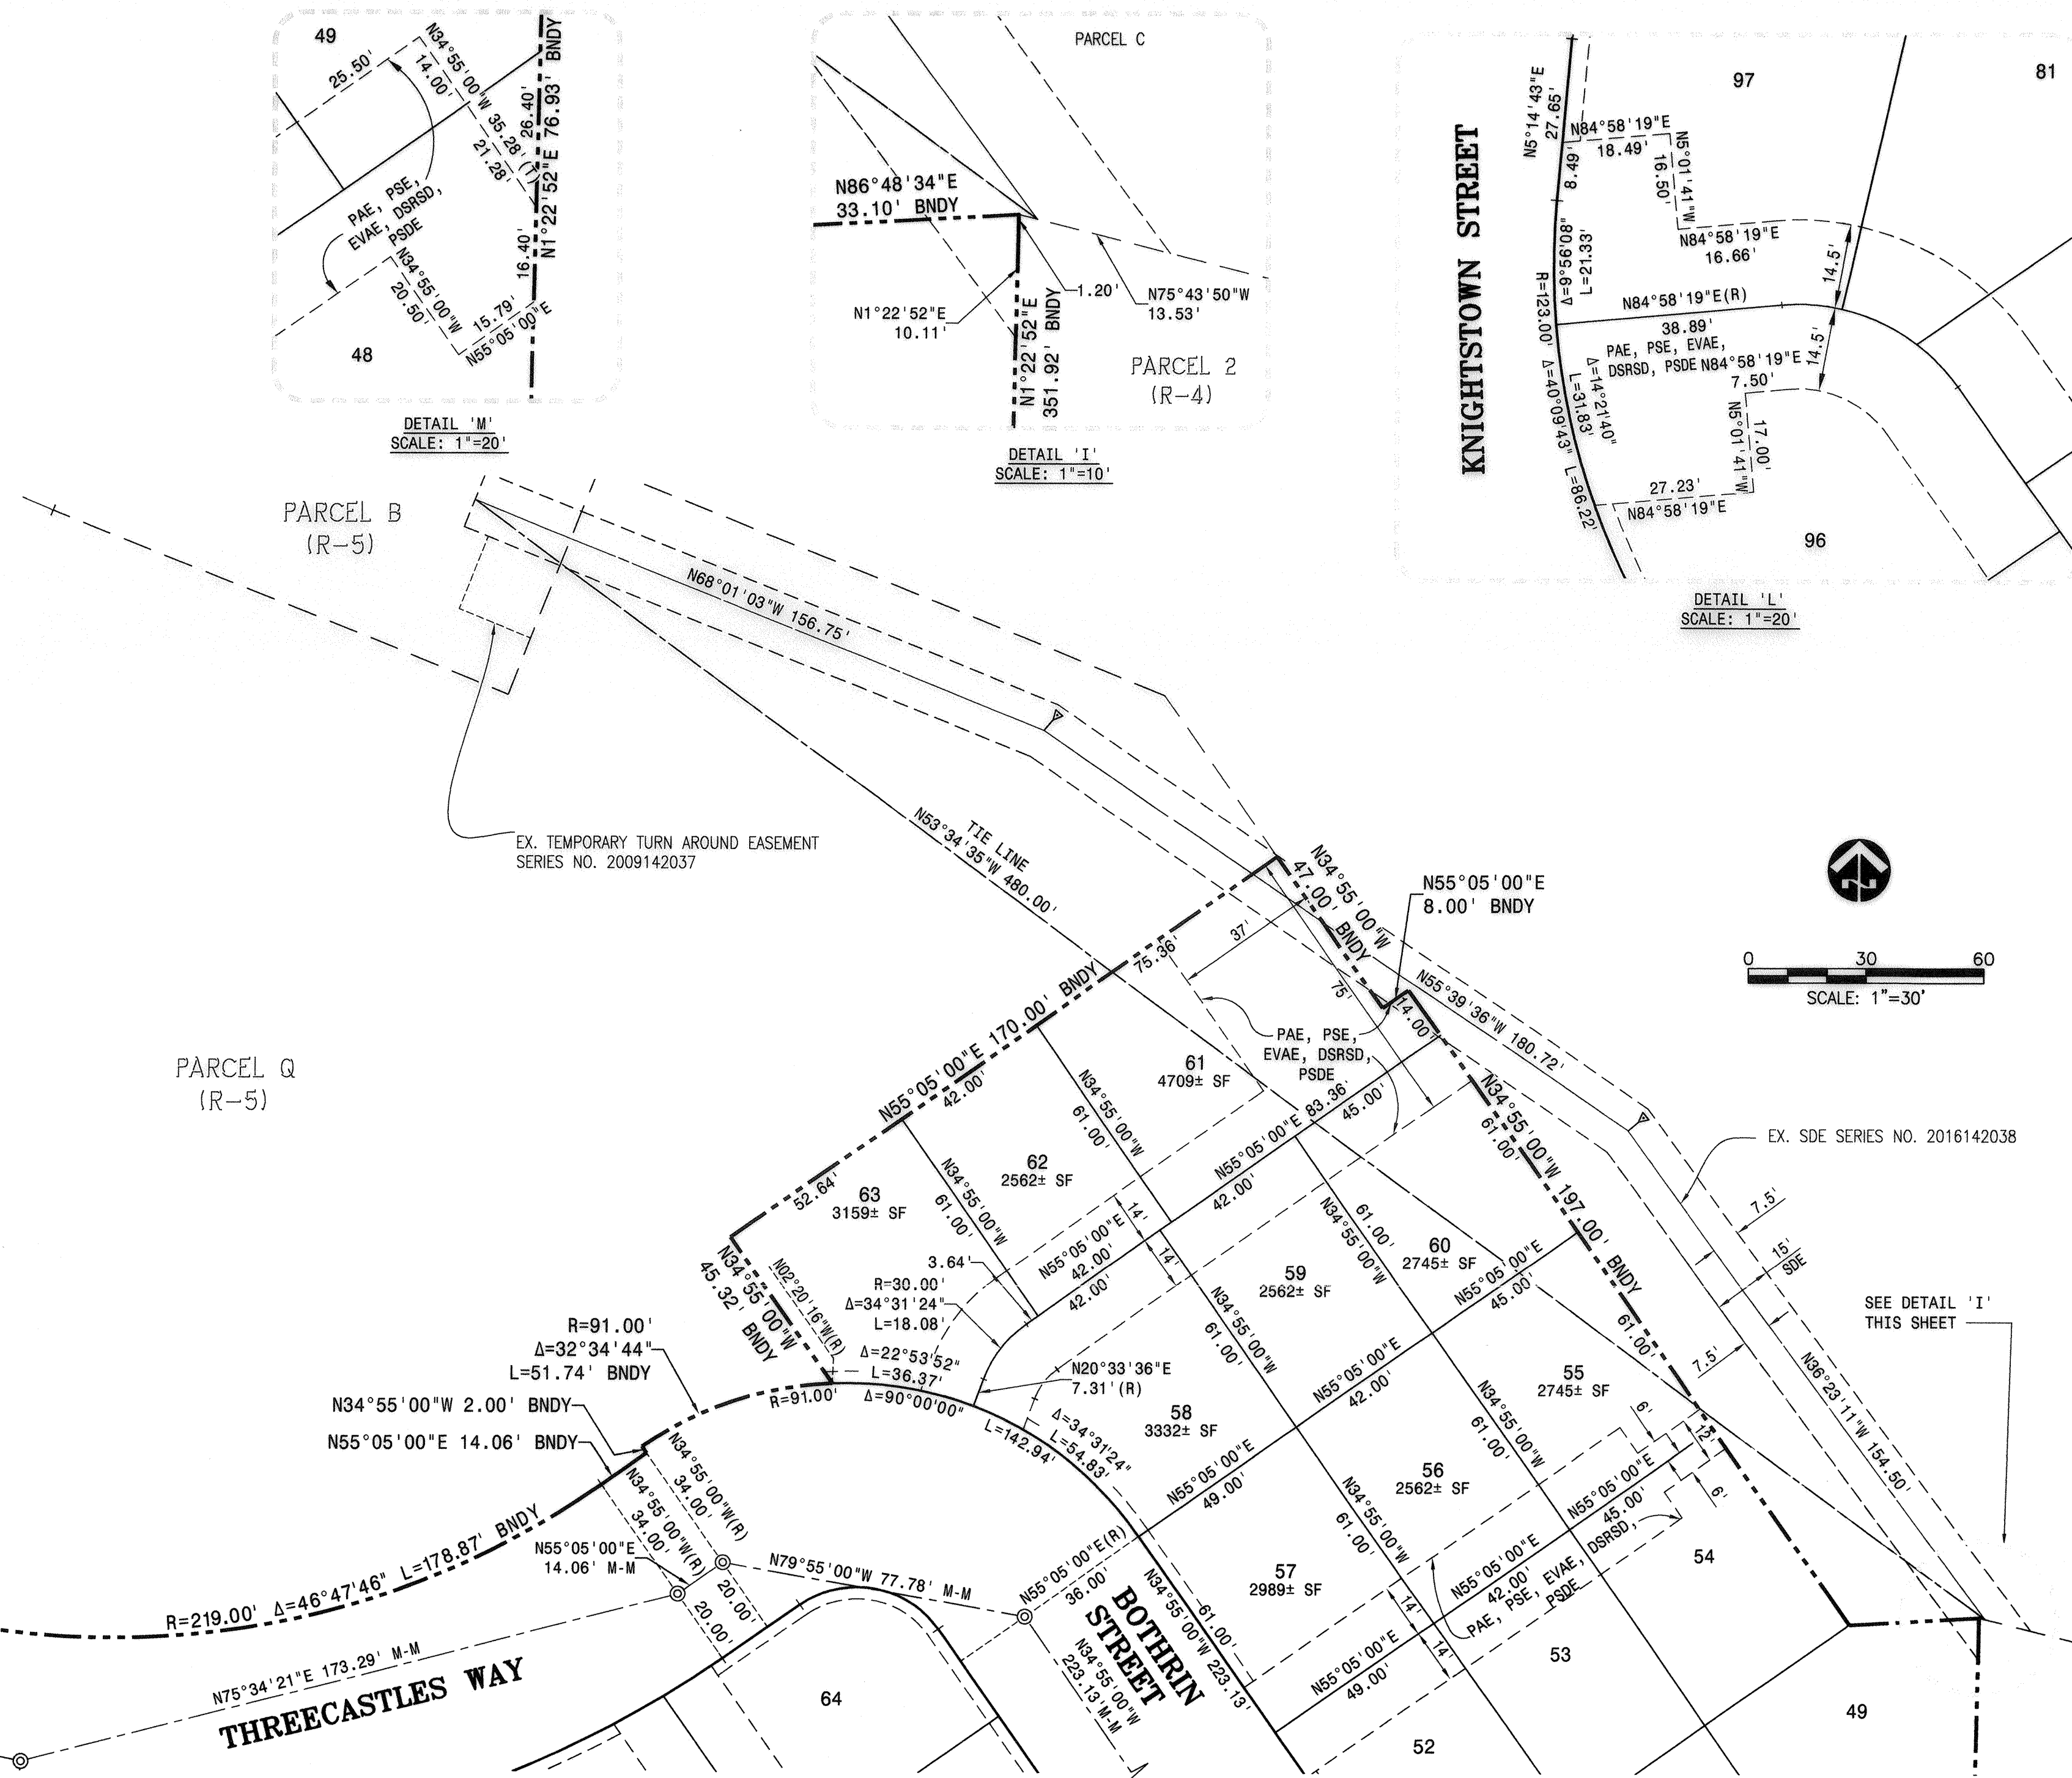 49
25.50'
N34°55'00"W 35.28'(T)
14.00'
21.28'
26.40'
N1°22'52"E 76.93' BNDY
PAE, PSE,
EVAE, DSRSD,
PSDE
16.40'
N34°55'00"W
20.50'
15.79'
N55°05'00"E
48
DETAIL 'M'
SCALE: 1"=20'
PARCEL C
N86°48'34"E
33.10' BNDY
1.20'
N75°43'50"W
13.53'
N1°22'52"E
10.11'
N1°22'52"E
351.92' BNDY
PARCEL 2
(R-4)
DETAIL 'I'
SCALE: 1"=10'
KNIGHTSTOWN STREET
N5°14'43"E
27.65'
97
81
N84°58'19"E
18.49'
8.49'
N5°01'41"W
16.50'
N84°58'19"E
16.66'
14.5'
Δ=9°56'08"
L=21.33'
R=123.00' Δ=40°09'43" L=86.22'
N84°58'19"E(R)
38.89'
14.5'
PAE, PSE, EVAE,
DSRSD, PSDE
N84°58'19"E
7.50'
Δ=14°21'40"
L=31.83'
N5°01'41"W
17.00'
27.23'
N84°58'19"E
96
DETAIL 'L'
SCALE: 1"=20'
PARCEL B
(R-5)
N68°01'03"W 156.75'
EX. TEMPORARY TURN AROUND EASEMENT
SERIES NO. 2009142037
TIE LINE
N53°34'35"W 480.00'
N34°55'00"W
47.00' BNDY
N55°05'00"E
8.00' BNDY
0 30 60
SCALE: 1"=30'
37'
75.36'
75'
14.00'
N55°39'36"W 180.72'
PARCEL Q
(R-5)
N55°05'00"E 170.00' BNDY
42.00'
61
4709± SF
PAE, PSE,
EVAE, DSRSD,
PSDE
N34°55'00"W
61.00'
N55°05'00"E 83.36'
45.00'
42.00'
N34°55'00"W 197.00' BNDY
61.00'
EX. SDE SERIES NO. 2016142038
7.5'
15'
SDE
7.5'
52.64'
63
3159± SF
62
2562± SF
N34°55'00"W
61.00'
14'
14'
N55°05'00"E
42.00'
42.00'
3.64'
N34°55'00"W
45.32' BNDY
N02°20'16"W(R)
R=30.00'
Δ=34°31'24"
L=18.08'
59
2562± SF
61.00'
N34°55'00"W
60
2745± SF
N55°05'00"E
45.00'
61.00'
SEE DETAIL 'I'
THIS SHEET
R=91.00'
Δ=32°34'44"
L=51.74' BNDY
Δ=22°53'52"
L=36.37'
N20°33'36"E
7.31'(R)
N34°55'00"W
61.00'
N55°05'00"E
42.00'
55
2745± SF
N36°23'11"W 154.50'
N34°55'00"W 2.00' BNDY
N55°05'00"E 14.06' BNDY
R=91.00'
Δ=90°00'00"
L=142.94'
Δ=34°31'24"
L=54.83'
58
3332± SF
N34°55'00"W
61.00'
6'
12'
N34°55'00"W(R)
34.00'
N34°55'00"W(R)
34.00'
N55°05'00"E
49.00'
56
2562± SF
N55°05'00"E
45.00'
6'
R=219.00' Δ=46°47'46" L=178.87' BNDY
N55°05'00"E
14.06' M-M
20.00'
20.00'
N79°55'00"W 77.78' M-M
N55°05'00"E(R)
36.00'
57
2989± SF
N34°55'00"W
61.00'
N55°05'00"E
42.00'
PAE, PSE, EVAE, DSRSD,
PSDE
54
14'
14'
N75°34'21"E 173.29' M-M
THREECASTLES WAY
BOTHRIN
STREET
61.00'
N34°55'00"W 223.13'
N34°55'00"W
223.13' M-M
N55°05'00"E
49.00'
53
64
52
49